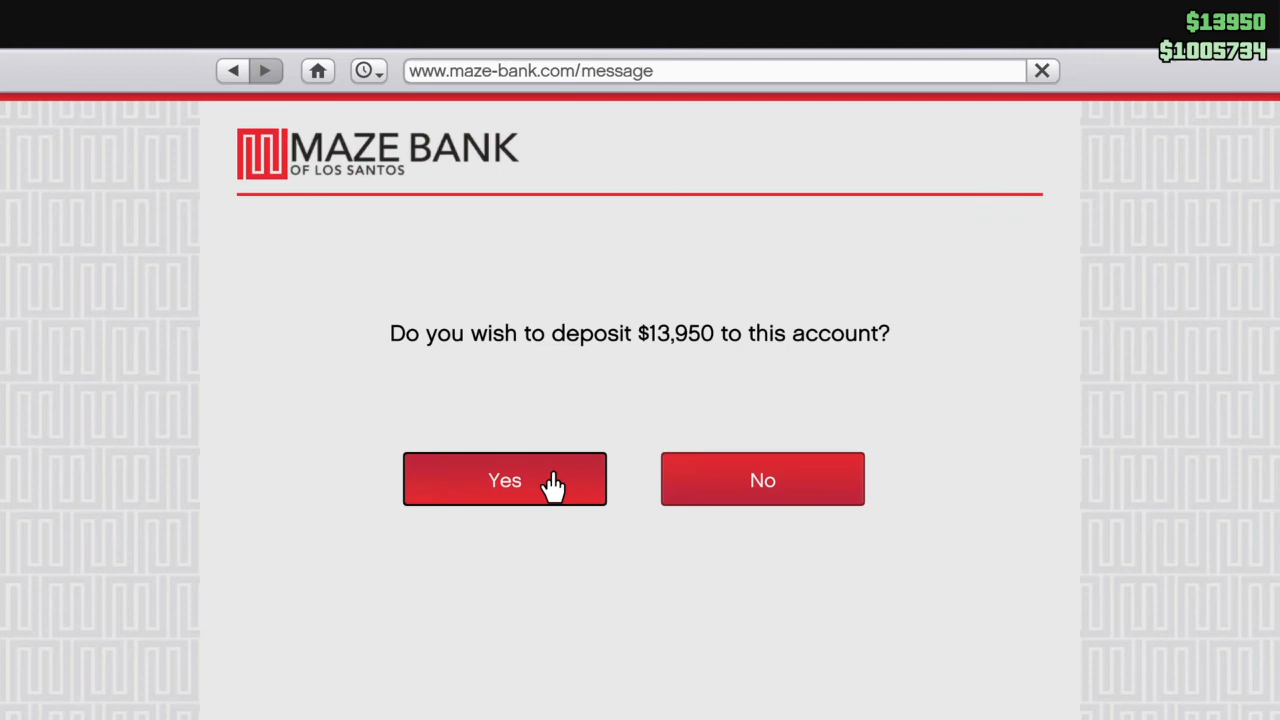 $13950
$1005734
www.maze-bank.com/message
MAZE BANK
OF LOS SANTOS
Do you wish to deposit $13,950 to this account?
Yes
No